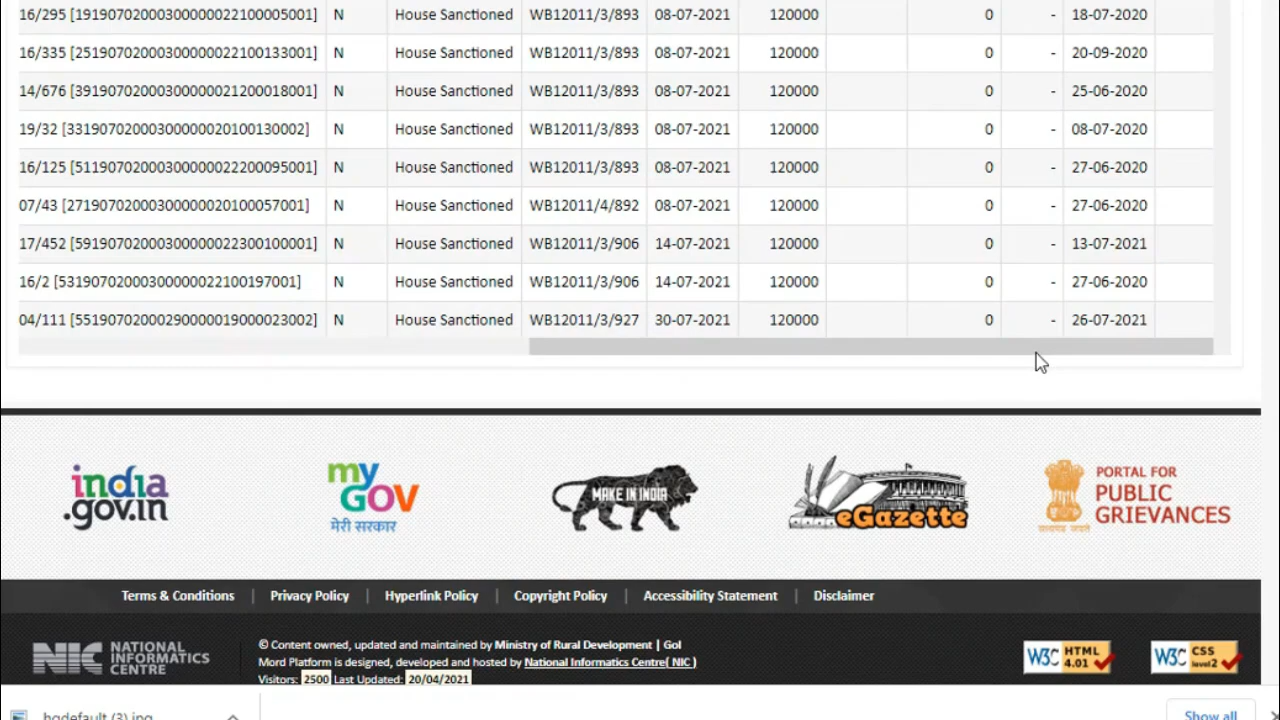 16/295 [191907020003000000022100005001] N House Sanctioned WB12011/3/893 08-07-2021 120000 0 - 18-07-2020
16/335 [251907020003000000022100133001] N House Sanctioned WB12011/3/893 08-07-2021 120000 0 - 20-09-2020
14/676 [391907020003000000021200018001] N House Sanctioned WB12011/3/893 08-07-2021 120000 0 - 25-06-2020
19/32 [331907020003000000020100130002] N House Sanctioned WB12011/3/893 08-07-2021 120000 0 - 08-07-2020
16/125 [511907020003000000022200095001] N House Sanctioned WB12011/3/893 08-07-2021 120000 0 - 27-06-2020
07/43 [271907020003000000020100057001] N House Sanctioned WB12011/4/892 08-07-2021 120000 0 - 27-06-2020
17/452 [591907020003000000022300100001] N House Sanctioned WB12011/3/906 14-07-2021 120000 0 - 13-07-2021
16/2 [531907020003000000022100197001] N House Sanctioned WB12011/3/906 14-07-2021 120000 0 - 27-06-2020
04/111 [551907020002900000019000023002] N House Sanctioned WB12011/3/927 30-07-2021 120000 0 - 26-07-2021
india
.gov.in
my
GOV
मेरी सरकार
MAKE IN INDIA
eGazette
सत्यमेव जयते
PORTAL FOR
PUBLIC
GRIEVANCES
Terms & Conditions | Privacy Policy | Hyperlink Policy | Copyright Policy | Accessibility Statement | Disclaimer
NIC NATIONAL
INFORMATICS
CENTRE
© Content owned, updated and maintained by Ministry of Rural Development | GoI
Mord Platform is designed, developed and hosted by National Informatics Centre( NIC )
Visitors: 2500 Last Updated: 20/04/2021
W3C HTML
4.01
W3C CSS
level2
hqdefault (3).jpg
Show all